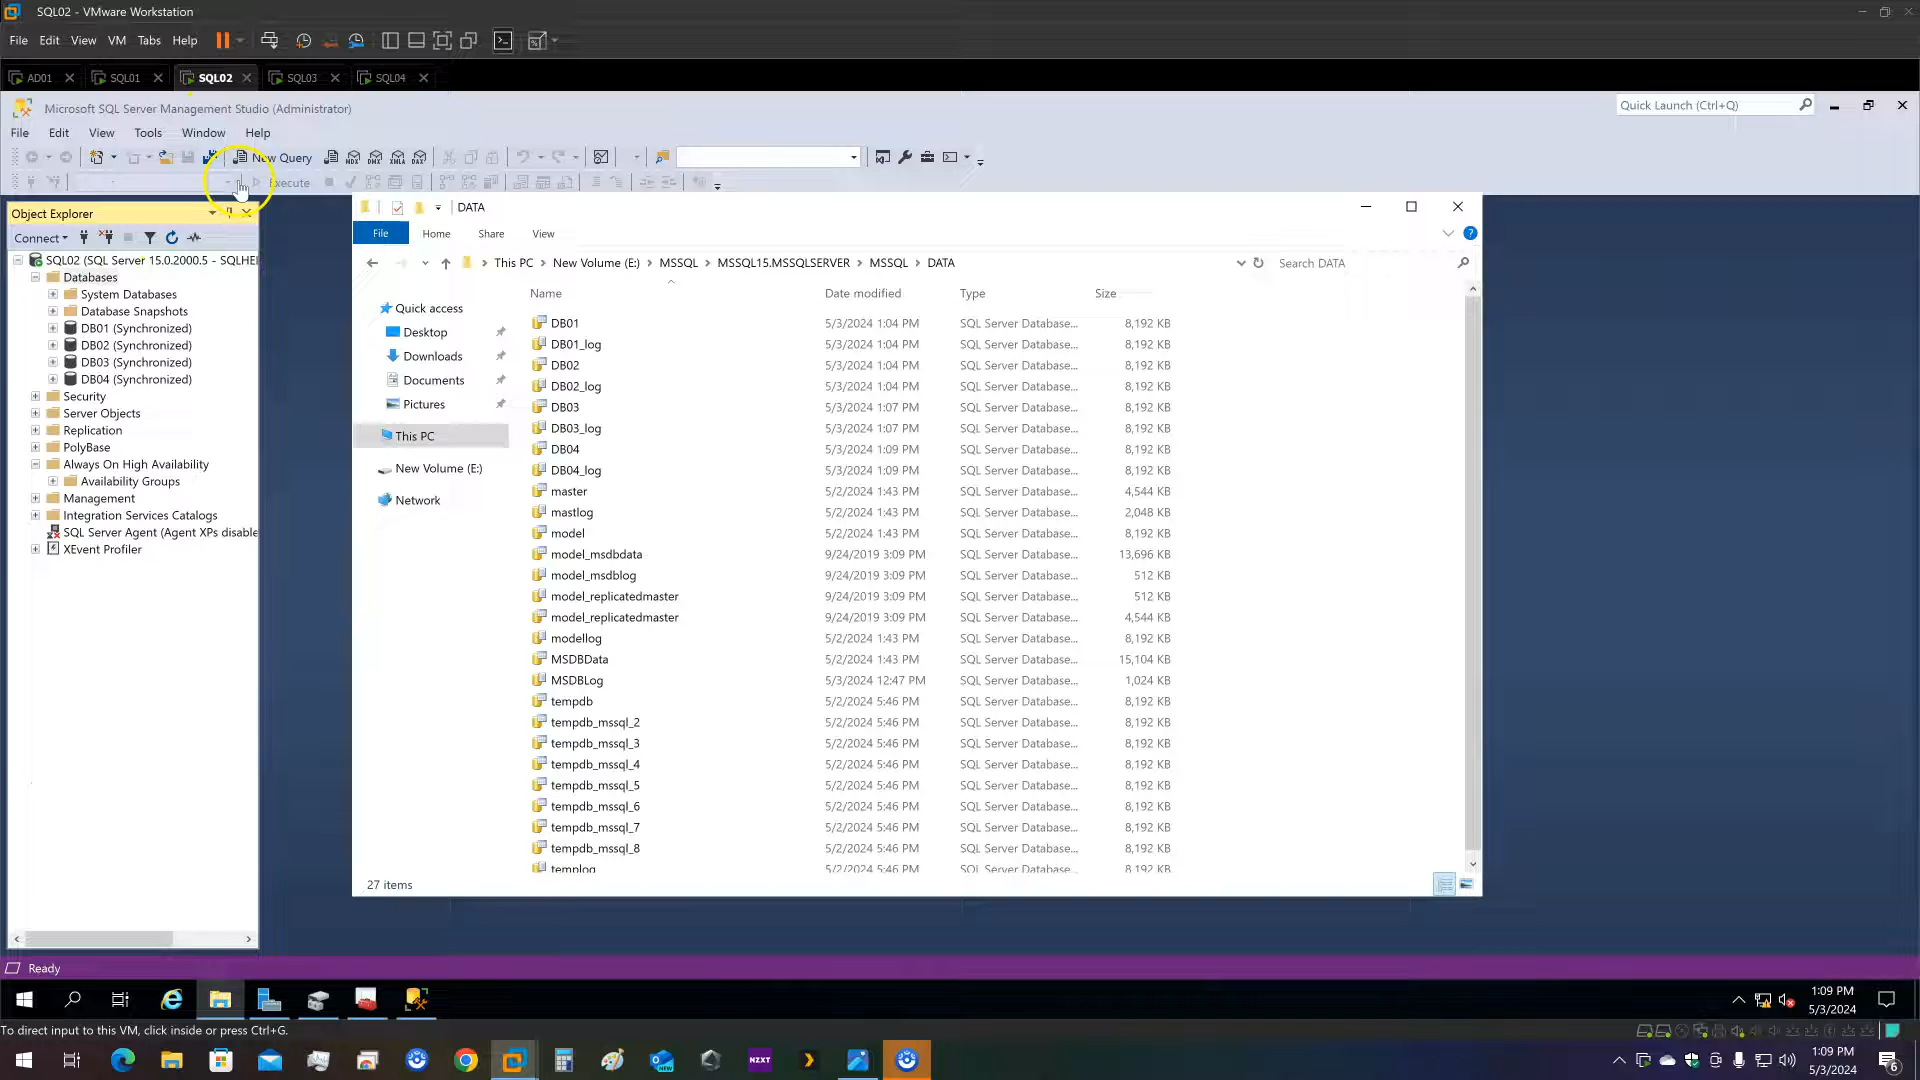 SQL02 - VMware Workstation
File Edit View VM Tabs Help
AD01 SQL01 SQL02 SQL03 SQL04
Microsoft SQL Server Management Studio (Administrator)
Quick Launch (Ctrl+Q)
File Edit View Tools Window Help
New Query
Execute
Object Explorer
Connect
SQL02 (SQL Server 15.0.2000.5 - SQLHEL
Databases
System Databases
Database Snapshots
DB01 (Synchronized)
DB02 (Synchronized)
DB03 (Synchronized)
DB04 (Synchronized)
Security
Server Objects
Replication
PolyBase
Always On High Availability
Availability Groups
Management
Integration Services Catalogs
SQL Server Agent (Agent XPs disable
XEvent Profiler
DATA
File Home Share View
This PC New Volume (E:) MSSQL MSSQL15.MSSQLSERVER MSSQL DATA
Search DATA
Quick access
Desktop
Downloads
Documents
Pictures
This PC
New Volume (E:)
Network
Name Date modified Type Size
DB01 5/3/2024 1:04 PM SQL Server Database... 8,192 KB
DB01_log 5/3/2024 1:04 PM SQL Server Database... 8,192 KB
DB02 5/3/2024 1:04 PM SQL Server Database... 8,192 KB
DB02_log 5/3/2024 1:04 PM SQL Server Database... 8,192 KB
DB03 5/3/2024 1:07 PM SQL Server Database... 8,192 KB
DB03_log 5/3/2024 1:07 PM SQL Server Database... 8,192 KB
DB04 5/3/2024 1:09 PM SQL Server Database... 8,192 KB
DB04_log 5/3/2024 1:09 PM SQL Server Database... 8,192 KB
master 5/2/2024 1:43 PM SQL Server Database... 4,544 KB
mastlog 5/2/2024 1:43 PM SQL Server Database... 2,048 KB
model 5/2/2024 1:43 PM SQL Server Database... 8,192 KB
model_msdbdata 9/24/2019 3:09 PM SQL Server Database... 13,696 KB
model_msdblog 9/24/2019 3:09 PM SQL Server Database... 512 KB
model_replicatedmaster 9/24/2019 3:09 PM SQL Server Database... 512 KB
model_replicatedmaster 9/24/2019 3:09 PM SQL Server Database... 4,544 KB
modellog 5/2/2024 1:43 PM SQL Server Database... 8,192 KB
MSDBData 5/2/2024 1:43 PM SQL Server Database... 15,104 KB
MSDBLog 5/3/2024 12:47 PM SQL Server Database... 1,024 KB
tempdb 5/2/2024 5:46 PM SQL Server Database... 8,192 KB
tempdb_mssql_2 5/2/2024 5:46 PM SQL Server Database... 8,192 KB
tempdb_mssql_3 5/2/2024 5:46 PM SQL Server Database... 8,192 KB
tempdb_mssql_4 5/2/2024 5:46 PM SQL Server Database... 8,192 KB
tempdb_mssql_5 5/2/2024 5:46 PM SQL Server Database... 8,192 KB
tempdb_mssql_6 5/2/2024 5:46 PM SQL Server Database... 8,192 KB
tempdb_mssql_7 5/2/2024 5:46 PM SQL Server Database... 8,192 KB
tempdb_mssql_8 5/2/2024 5:46 PM SQL Server Database... 8,192 KB
templog 5/2/2024 5:46 PM SQL Server Database... 8,192 KB
27 items
Ready
1:09 PM
5/3/2024
To direct input to this VM, click inside or press Ctrl+G.
NEW
NZXT
1:09 PM
5/3/2024
6